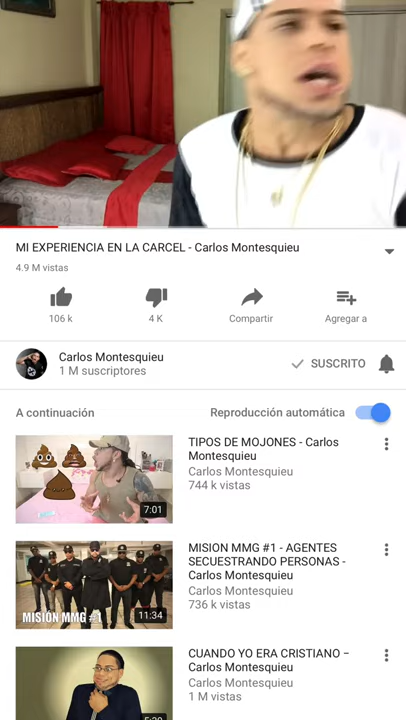 MI EXPERIENCIA EN LA CARCEL - Carlos Montesquieu
4.9 M vistas
106 k
4 K
Compartir
Agregar a
Carlos Montesquieu
1 M suscriptores
SUSCRITO
A continuación
Reproducción automática
7:01
TIPOS DE MOJONES - Carlos
Montesquieu
Carlos Montesquieu
744 k vistas
MISIÓN MMG #1
11:34
MISION MMG #1 - AGENTES
SECUESTRANDO PERSONAS -
Carlos Montesquieu
Carlos Montesquieu
736 k vistas
CUANDO YO ERA CRISTIANO –
Carlos Montesquieu
Carlos Montesquieu
1 M vistas